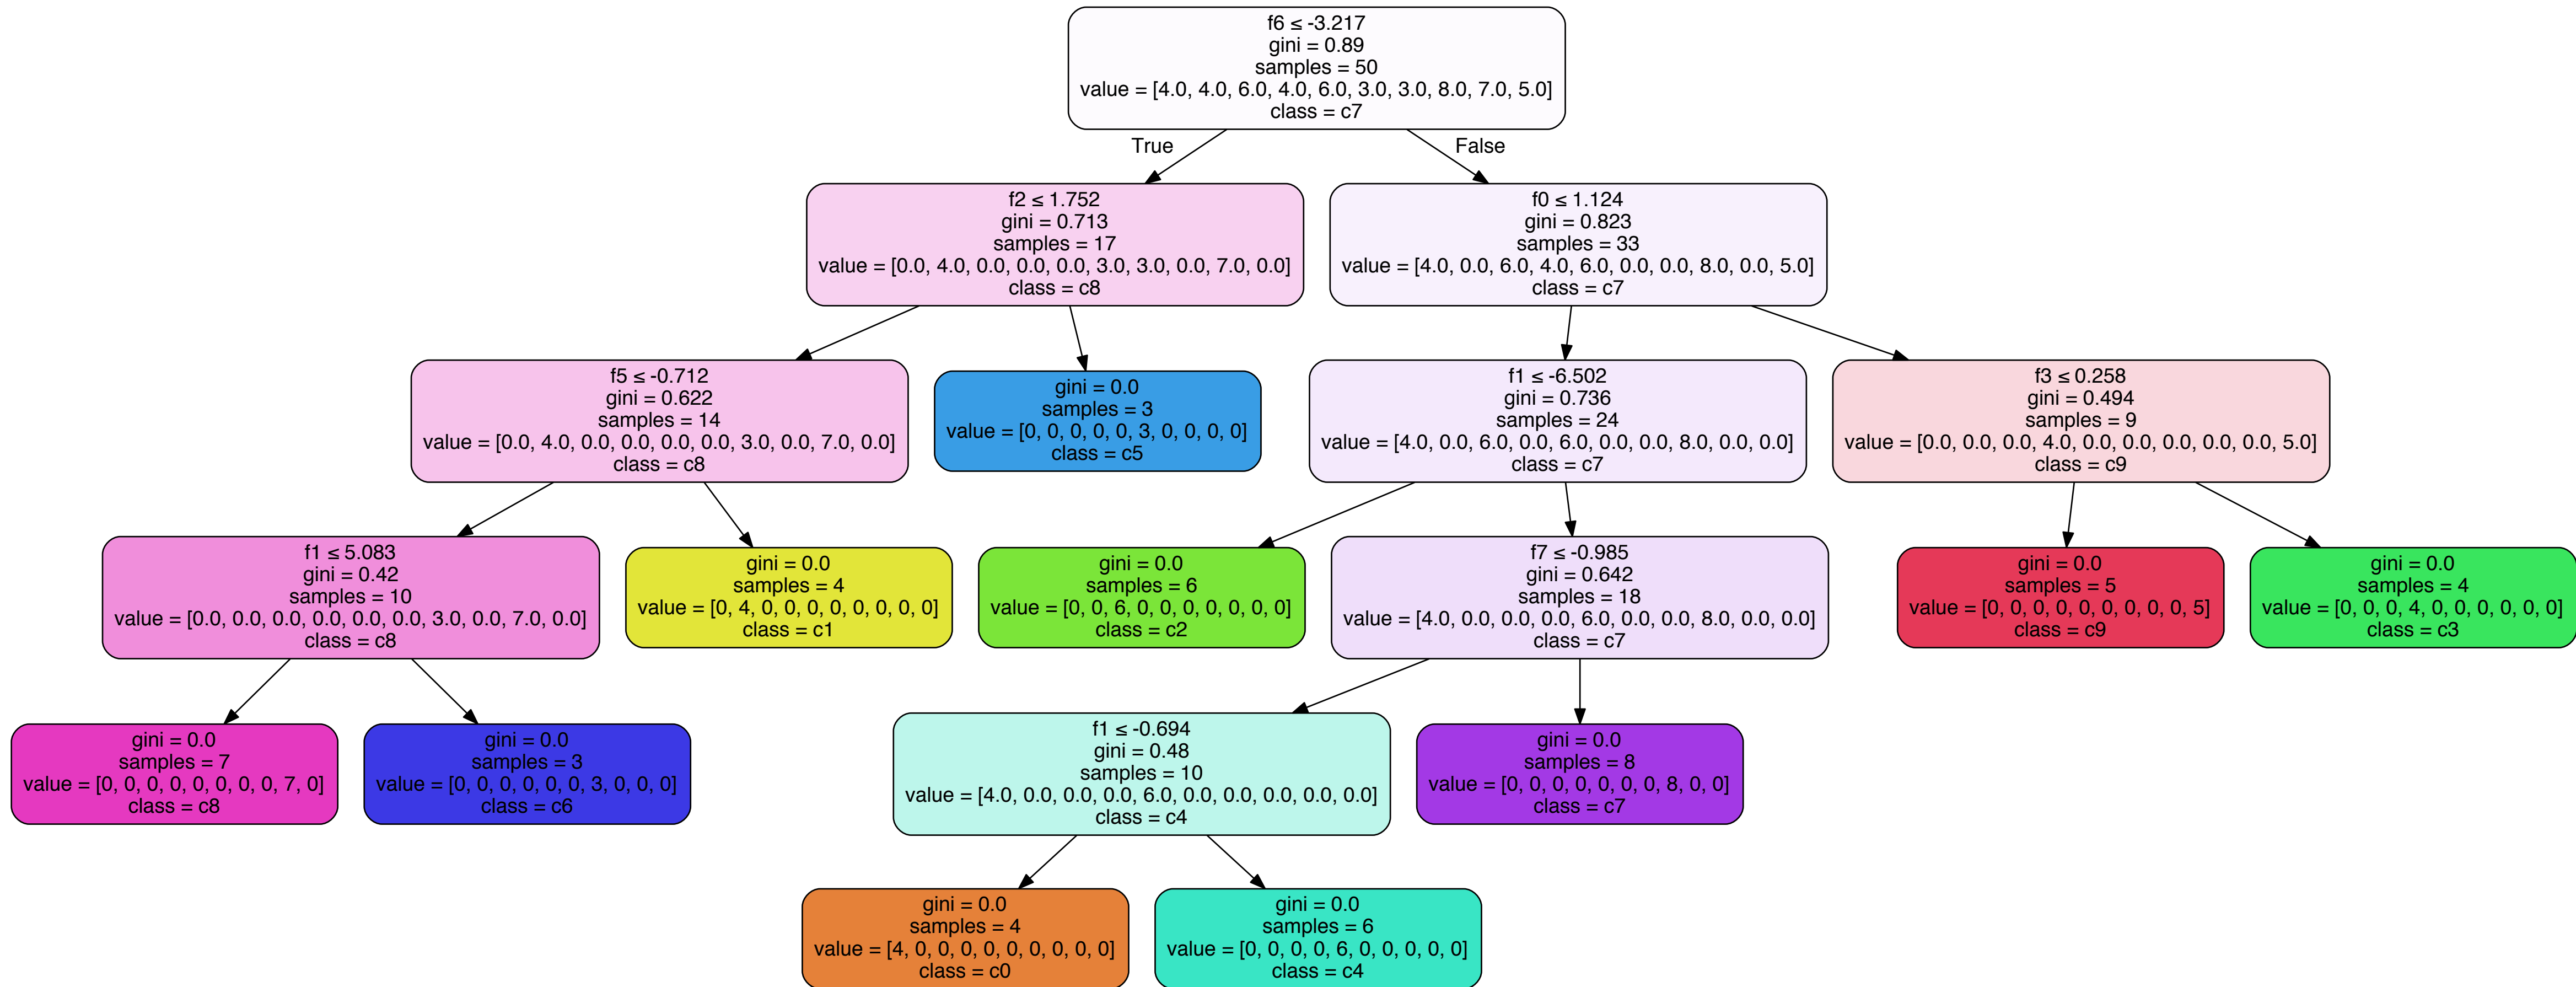 f6 ≤ -3.217
gini = 0.89
samples = 50
value = [4.0, 4.0, 6.0, 4.0, 6.0, 3.0, 3.0, 8.0, 7.0, 5.0]
class = c7
True
False
f2 ≤ 1.752
gini = 0.713
samples = 17
value = [0.0, 4.0, 0.0, 0.0, 0.0, 3.0, 3.0, 0.0, 7.0, 0.0]
class = c8
f0 ≤ 1.124
gini = 0.823
samples = 33
value = [4.0, 0.0, 6.0, 4.0, 6.0, 0.0, 0.0, 8.0, 0.0, 5.0]
class = c7
f5 ≤ -0.712
gini = 0.622
samples = 14
value = [0.0, 4.0, 0.0, 0.0, 0.0, 0.0, 3.0, 0.0, 7.0, 0.0]
class = c8
gini = 0.0
samples = 3
value = [0, 0, 0, 0, 0, 3, 0, 0, 0, 0]
class = c5
f1 ≤ -6.502
gini = 0.736
samples = 24
value = [4.0, 0.0, 6.0, 0.0, 6.0, 0.0, 0.0, 8.0, 0.0, 0.0]
class = c7
f3 ≤ 0.258
gini = 0.494
samples = 9
value = [0.0, 0.0, 0.0, 4.0, 0.0, 0.0, 0.0, 0.0, 0.0, 5.0]
class = c9
f1 ≤ 5.083
gini = 0.42
samples = 10
value = [0.0, 0.0, 0.0, 0.0, 0.0, 0.0, 3.0, 0.0, 7.0, 0.0]
class = c8
gini = 0.0
samples = 4
value = [0, 4, 0, 0, 0, 0, 0, 0, 0, 0]
class = c1
gini = 0.0
samples = 6
value = [0, 0, 6, 0, 0, 0, 0, 0, 0, 0]
class = c2
f7 ≤ -0.985
gini = 0.642
samples = 18
value = [4.0, 0.0, 0.0, 0.0, 6.0, 0.0, 0.0, 8.0, 0.0, 0.0]
class = c7
gini = 0.0
samples = 5
value = [0, 0, 0, 0, 0, 0, 0, 0, 0, 5]
class = c9
gini = 0.0
samples = 4
value = [0, 0, 0, 4, 0, 0, 0, 0, 0, 0]
class = c3
gini = 0.0
samples = 7
value = [0, 0, 0, 0, 0, 0, 0, 0, 7, 0]
class = c8
gini = 0.0
samples = 3
value = [0, 0, 0, 0, 0, 0, 3, 0, 0, 0]
class = c6
f1 ≤ -0.694
gini = 0.48
samples = 10
value = [4.0, 0.0, 0.0, 0.0, 6.0, 0.0, 0.0, 0.0, 0.0, 0.0]
class = c4
gini = 0.0
samples = 8
value = [0, 0, 0, 0, 0, 0, 0, 8, 0, 0]
class = c7
gini = 0.0
samples = 4
value = [4, 0, 0, 0, 0, 0, 0, 0, 0, 0]
class = c0
gini = 0.0
samples = 6
value = [0, 0, 0, 0, 6, 0, 0, 0, 0, 0]
class = c4